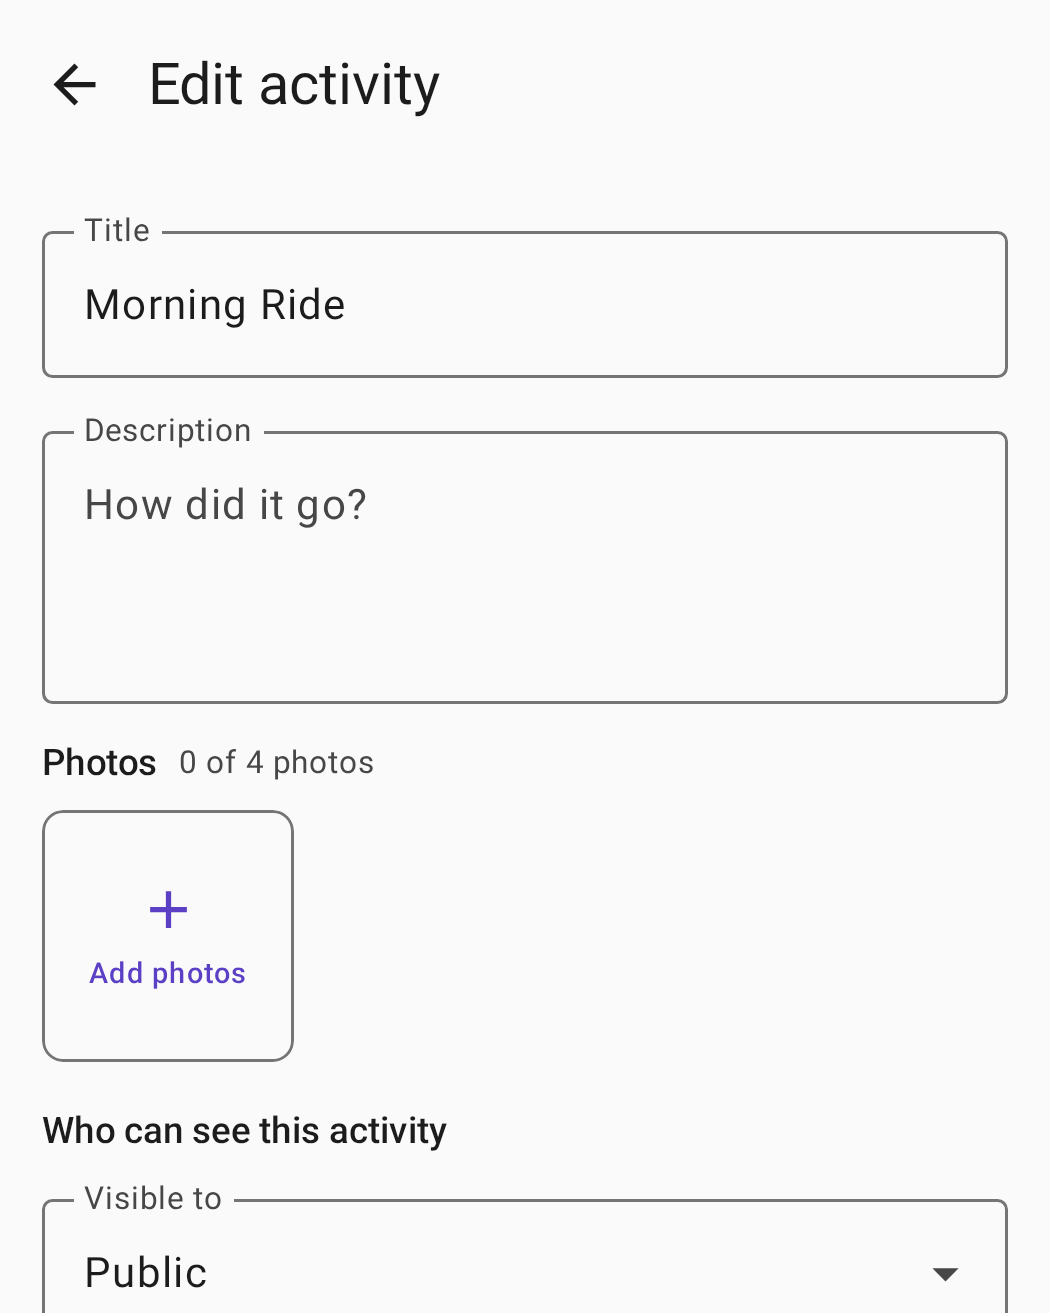 Edit activity
Title
Morning Ride
Description
How did it go?
Photos 0 of 4 photos
Add photos
Who can see this activity
Visible to
Public